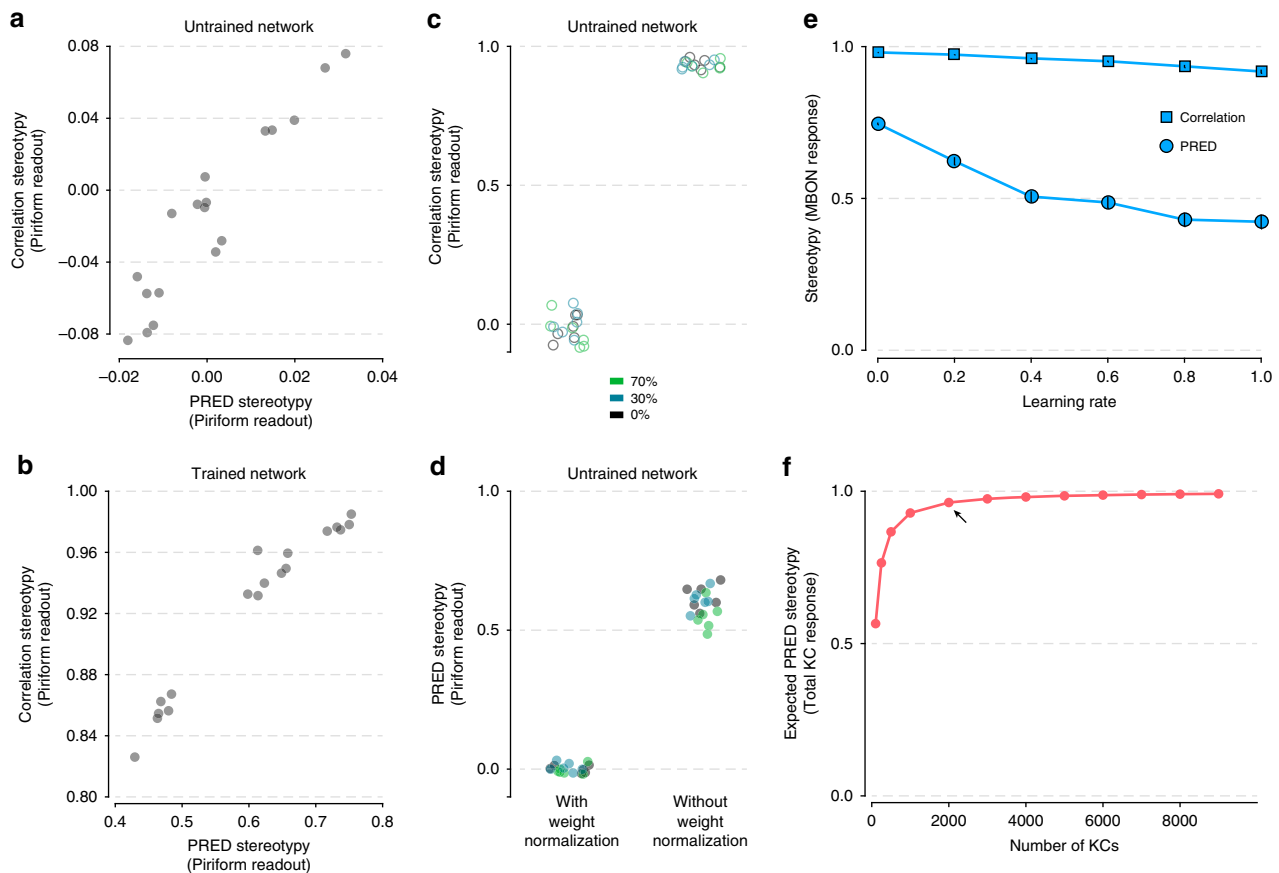 a
Untrained network
0.08
0.04
0.00
−0.04
−0.08
−0.02
0.00
0.02
0.04
Correlation stereotypy
(Piriform readout)
PRED stereotypy
(Piriform readout)
b
Trained network
1.00
0.96
0.92
0.88
0.84
0.80
0.4
0.5
0.6
0.7
0.8
Correlation stereotypy
(Piriform readout)
PRED stereotypy
(Piriform readout)
c
Untrained network
1.0
0.5
0.0
Correlation stereotypy
(Piriform readout)
70%
30%
0%
d
Untrained network
1.0
0.5
0.0
PRED stereotypy
(Piriform readout)
With
weight
normalization
Without
weight
normalization
e
1.0
0.5
0.0
Stereotypy (MBON response)
Correlation
PRED
0.0
0.2
0.4
0.6
0.8
1.0
Learning rate
f
1.0
0.5
0.0
Expected PRED stereotypy
(Total KC response)
0
2000
4000
6000
8000
Number of KCs